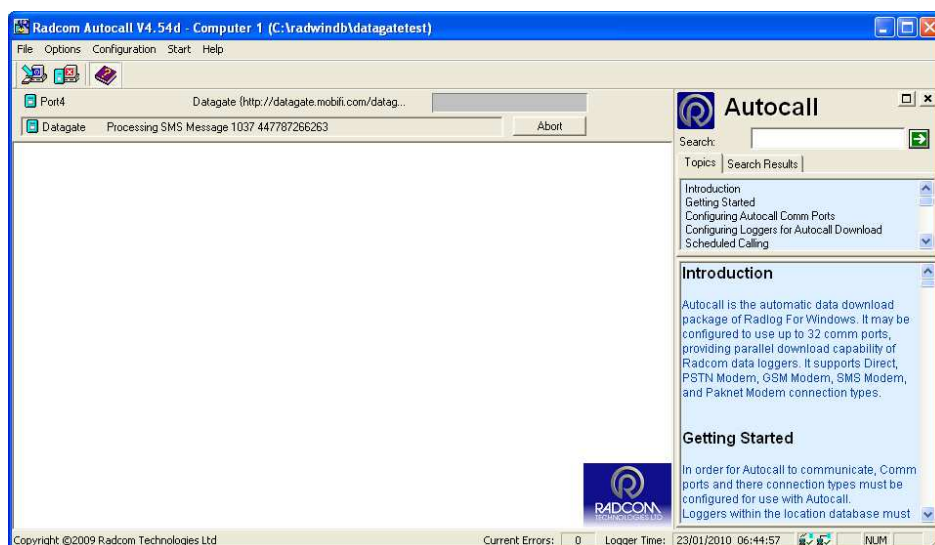 Radcom Autocall V4.54d - Computer 1 (C:\radwindb\datagatetest)
File Options Configuration Start Help
Port4 Datagate (http://datagate.mobifi.com/datag...
Datagate Processing SMS Message 1037 447787266263 Abort
Autocall
Search:
Topics Search Results
Introduction
Getting Started
Configuring Autocall Comm Ports
Configuring Loggers for Autocall Download
Scheduled Calling
Introduction
Autocall is the automatic data download
package of Radlog For Windows. It may be
configured to use up to 32 comm ports,
providing parallel download capability of
Radcom data loggers. It supports Direct,
PSTN Modem, GSM Modem, SMS Modem,
and Paknet Modem connection types.
Getting Started
In order for Autocall to communicate, Comm
ports and there connection types must be
configured for use with Autocall.
Loggers within the location database must
RADCOM
TECHNOLOGIES LTD
Copyright ©2009 Radcom Technologies Ltd Current Errors: 0 Logger Time: 23/01/2010 06:44:57 NUM